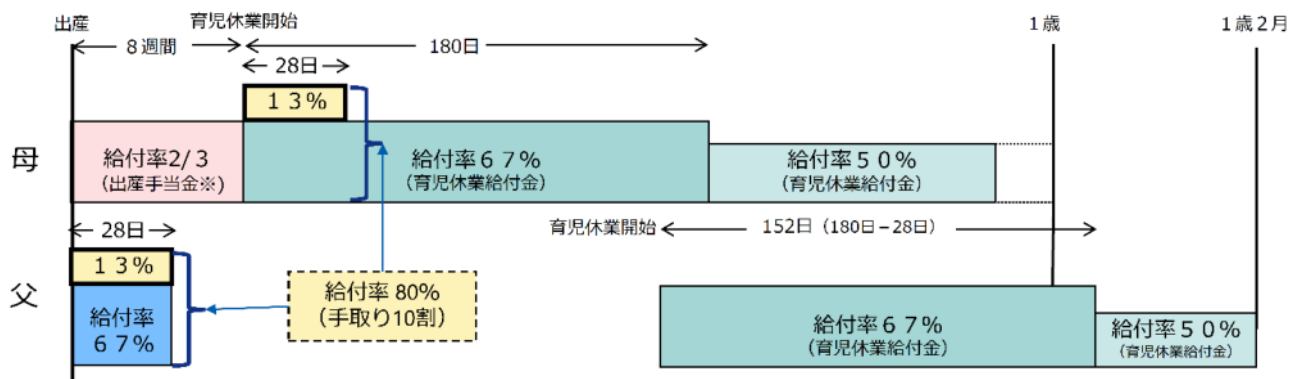 出産
育児休業開始
1歳
1歳2月
8週間
180日
28日
13%
母
給付率2/3
(出産手当金※)
給付率67%
(育児休業給付金)
給付率50%
(育児休業給付金)
28日
育児休業開始
152日(180日−28日)
13%
父
給付率
67%
給付率 80%
(手取り10割)
給付率67%
(育児休業給付金)
給付率50%
(育児休業給付金)